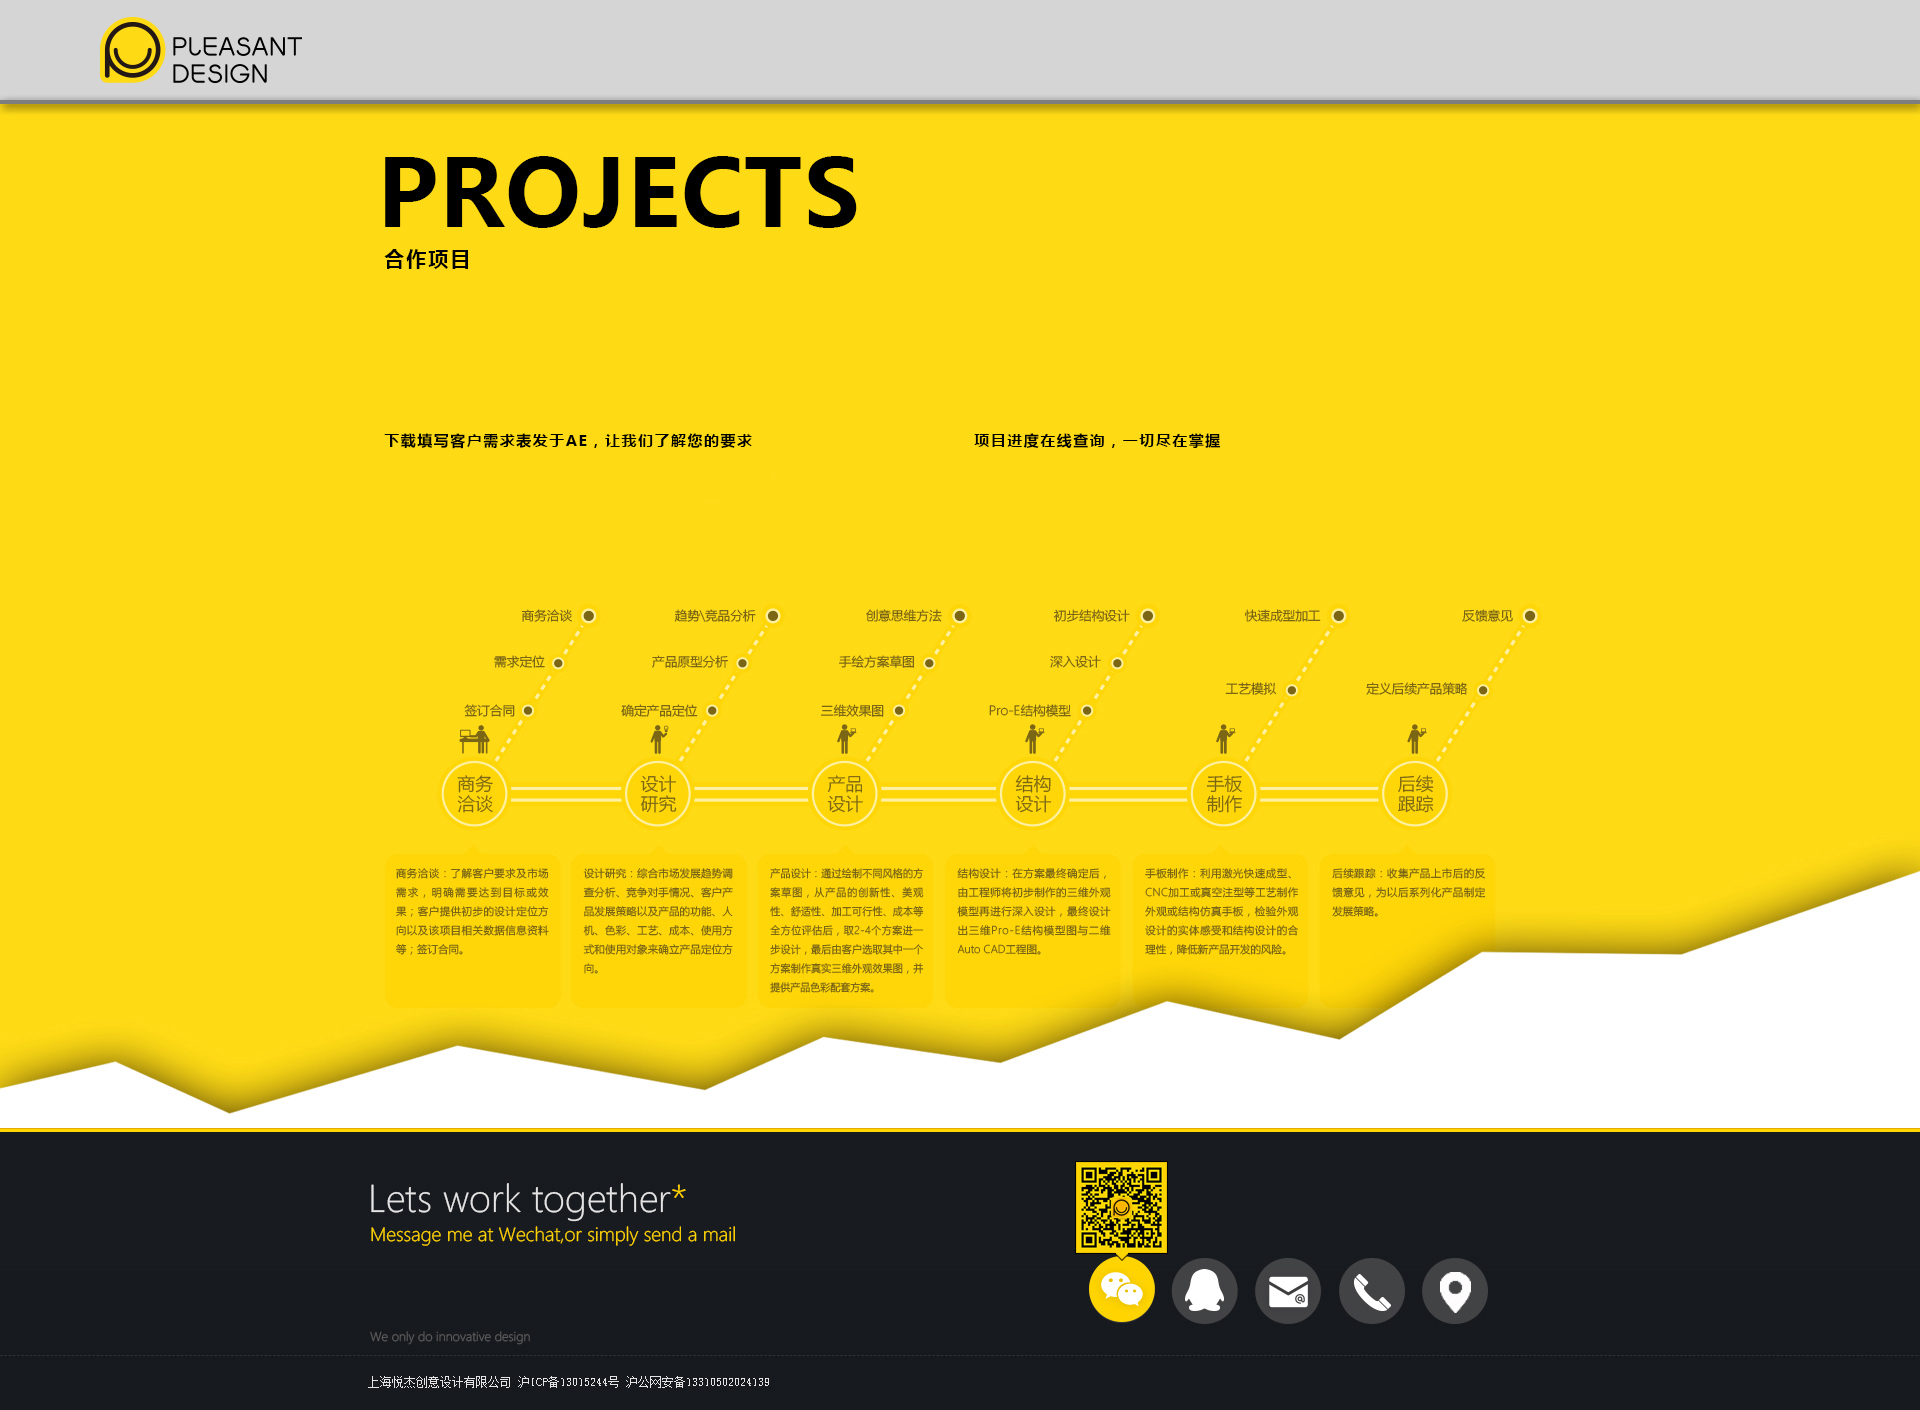 PLEASANT
DESIGN
PROJECTS
合作项目
下载填写客户需求表发于AE，让我们了解您的要求
项目进度在线查询，一切尽在掌握
商务洽谈
趋势\竞品分析
创意思维方法
初步结构设计
快速成型加工
反馈意见
需求定位
产品原型分析
手绘方案草图
深入设计
工艺模拟
定义后续产品策略
签订合同
确定产品定位
三维效果图
Pro-E结构模型
商务
洽谈
设计
研究
产品
设计
结构
设计
手板
制作
后续
跟踪
商务洽谈：了解客户要求及市场
需求，明确需要达到目标或效
果；客户提供初步的设计定位方
向以及该项目相关数据信息资料
等；签订合同。
设计研究：综合市场发展趋势调
查分析、竞争对手情况、客户产
品发展策略以及产品的功能、人
机、色彩、工艺、成本、使用方
式和使用对象来确立产品定位方
向。
产品设计：通过绘制不同风格的方
案草图，从产品的创新性、美观
性、舒适性、加工可行性、成本等
全方位评估后，取2-4个方案进一
步设计，最后由客户选取其中一个
方案制作真实三维外观效果图，并
提供产品色彩配套方案。
结构设计：在方案最终确定后，
由工程师将初步制作的三维外观
模型再进行深入设计，最终设计
出三维Pro-E结构模型图与二维
Auto CAD工程图。
手板制作：利用激光快速成型、
CNC加工或真空注型等工艺制作
外观或结构仿真手板，检验外观
设计的实体感受和结构设计的合
理性，降低新产品开发的风险。
后续跟踪：收集产品上市后的反
馈意见，为以后系列化产品制定
发展策略。
Lets work together*
Message me at Wechat,or simply send a mail
We only do innovative design
上海悦杰创意设计有限公司 沪ICP备13015244号 沪公网安备13310502024139